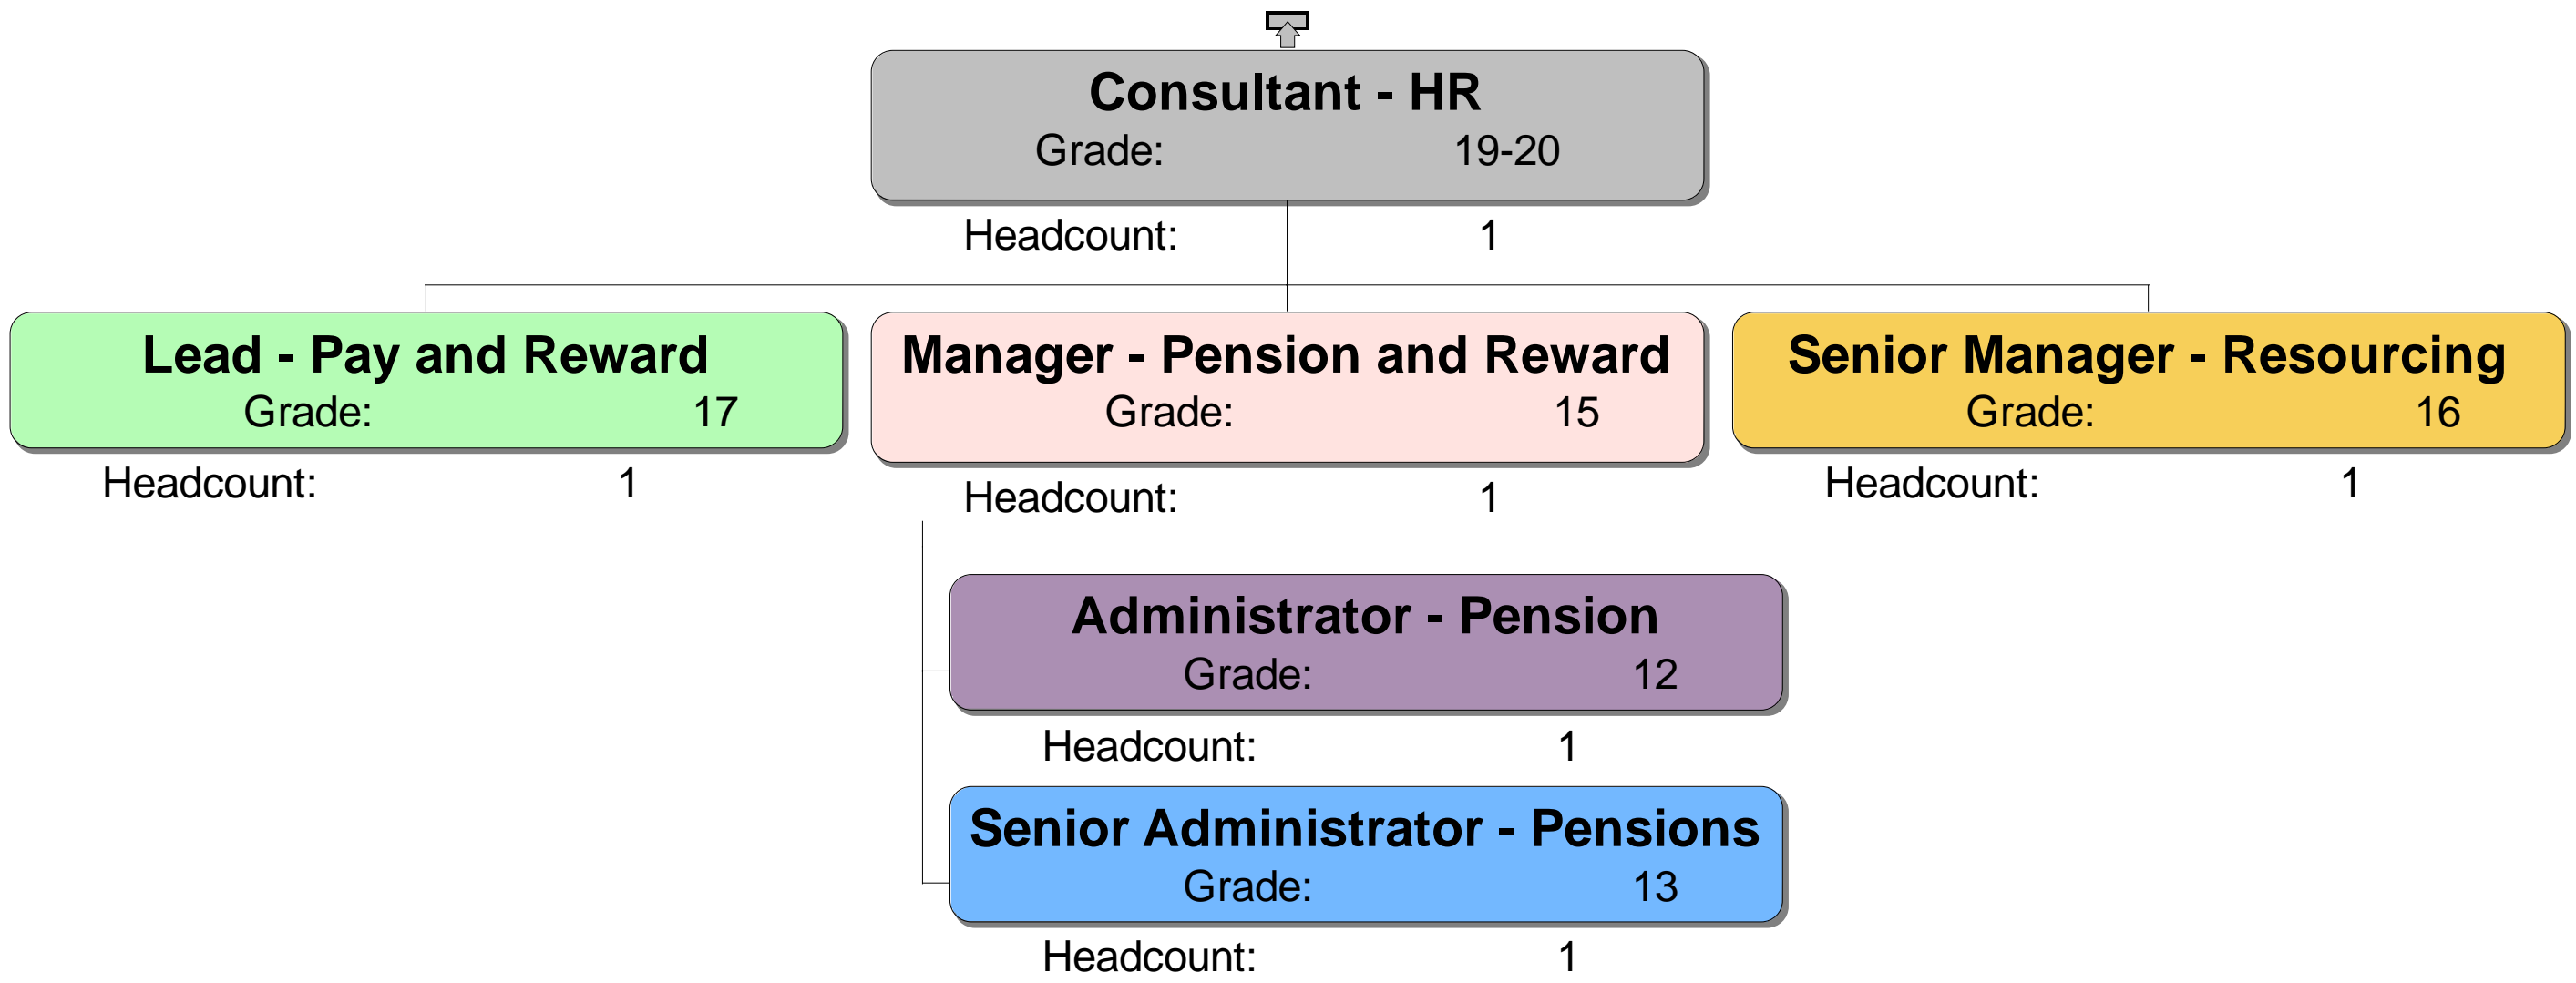 Consultant - HR
Grade: 19-20
Headcount: 1
Lead - Pay and Reward
Grade: 17
Headcount: 1
Manager - Pension and Reward
Grade: 15
Headcount: 1
Senior Manager - Resourcing
Grade: 16
Headcount: 1
Administrator - Pension
Grade: 12
Headcount: 1
Senior Administrator - Pensions
Grade: 13
Headcount: 1